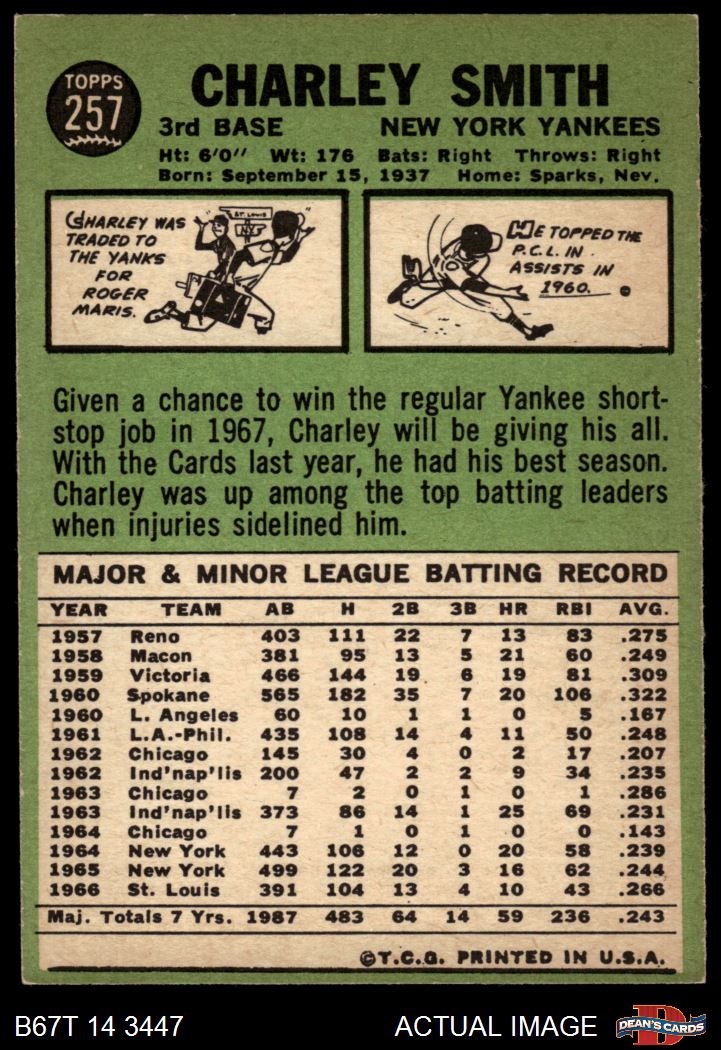 TOPPS
257
CHARLEY SMITH
3rd BASE NEW YORK YANKEES
Ht: 6'0" Wt: 176 Bats: Right Throws: Right
Born: September 15, 1937 Home: Sparks, Nev.
CHARLEY WAS
TRADED TO
THE YANKS
FOR
ROGER
MARIS.
ST. LOUIS
N.Y.
HE TOPPED THE
P.C.L. IN
ASSISTS IN
1960.
Given a chance to win the regular Yankee short-
stop job in 1967, Charley will be giving his all.
With the Cards last year, he had his best season.
Charley was up among the top batting leaders
when injuries sidelined him.
MAJOR & MINOR LEAGUE BATTING RECORD
YEAR TEAM AB H 2B 3B HR RBI AVG.
1957 Reno 403 111 22 7 13 83 .275
1958 Macon 381 95 13 5 21 60 .249
1959 Victoria 466 144 19 6 19 81 .309
1960 Spokane 565 182 35 7 20 106 .322
1960 L. Angeles 60 10 1 1 0 5 .167
1961 L.A.-Phil. 435 108 14 4 11 50 .248
1962 Chicago 145 30 4 0 2 17 .207
1962 Ind'nap'lis 200 47 2 2 9 34 .235
1963 Chicago 7 2 0 1 0 1 .286
1963 Ind'nap'lis 373 86 14 1 25 69 .231
1964 Chicago 7 1 0 1 0 0 .143
1964 New York 443 106 12 0 20 58 .239
1965 New York 499 122 20 3 16 62 .244
1966 St. Louis 391 104 13 4 10 43 .266
Maj. Totals 7 Yrs. 1987 483 64 14 59 236 .243
©T.C.G. PRINTED IN U.S.A.
B67T 14 3447 ACTUAL IMAGE
DEAN'S CARDS